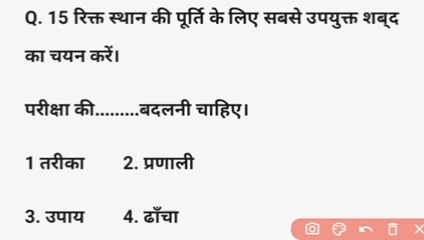 Q. 15 रिक्त स्थान की पूर्ति के लिए सबसे उपयुक्त शब्द
का चयन करें।
परीक्षा की.........बदलनी चाहिए।
1 तरीका 2. प्रणाली
3. उपाय 4. ढाँचा